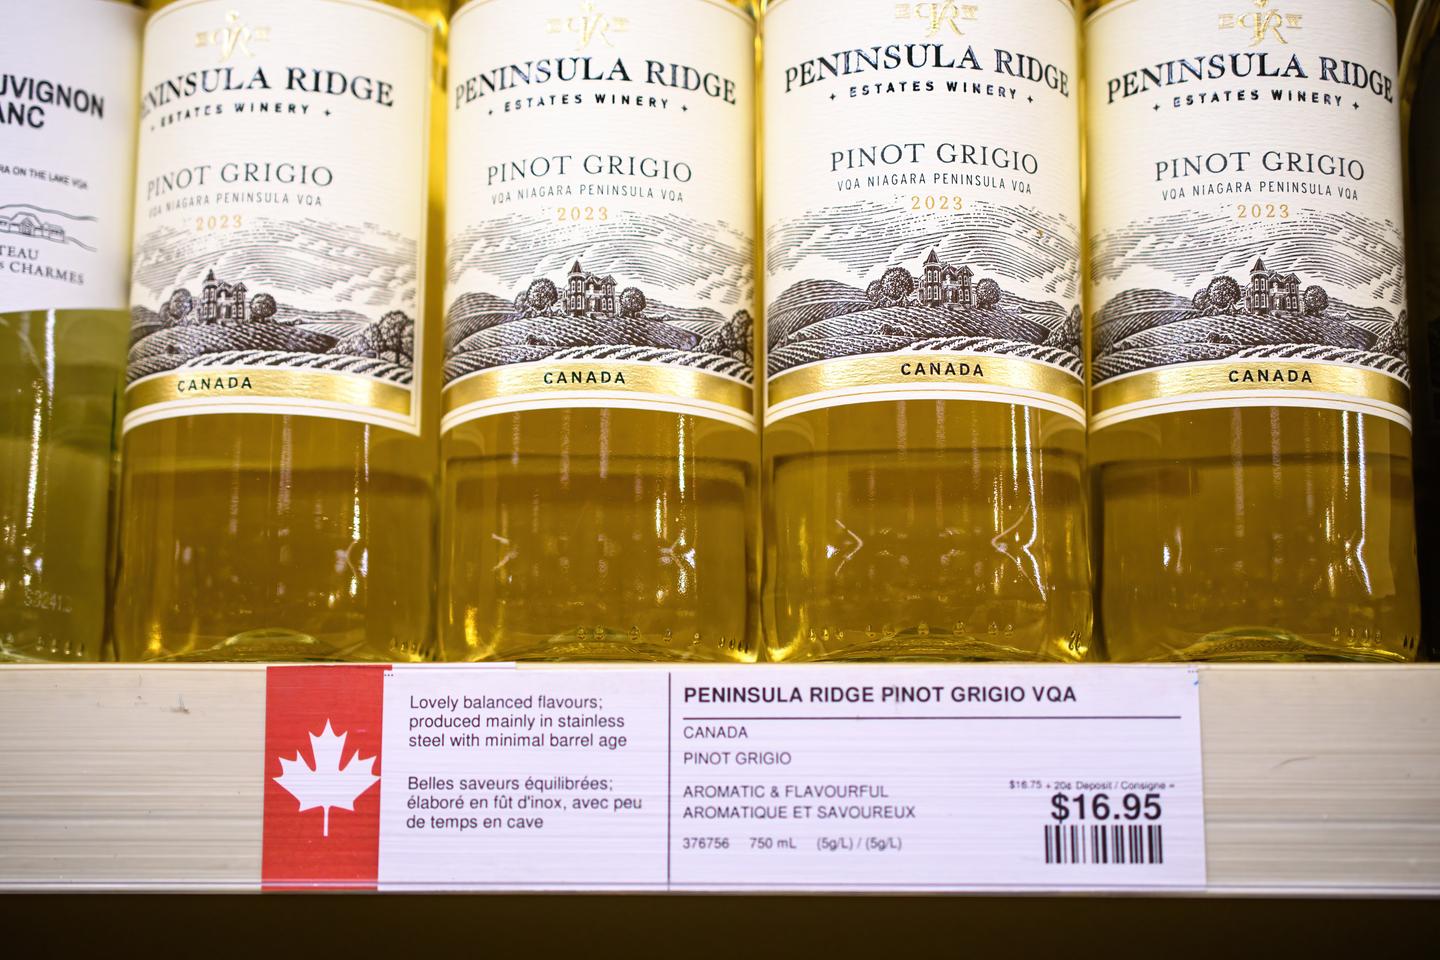 UVIGNON
ANC
RA ON THE LAKE VQA
TEAU
S CHARMES
ENINSULA RIDGE
ESTATES WINERY
PINOT GRIGIO
VQA NIAGARA PENINSULA VQA
2023
CANADA
PENINSULA RIDGE
ESTATES WINERY
PINOT GRIGIO
VQA NIAGARA PENINSULA VQA
2023
CANADA
PENINSULA RIDGE
ESTATES WINERY
PINOT GRIGIO
VQA NIAGARA PENINSULA VQA
2023
CANADA
PENINSULA RIDGE
ESTATES WINERY
PINOT GRIGIO
VQA NIAGARA PENINSULA VQA
2023
CANADA
Lovely balanced flavours;
produced mainly in stainless
steel with minimal barrel age
Belles saveurs équilibrées;
élaboré en fût d'inox, avec peu
de temps en cave
PENINSULA RIDGE PINOT GRIGIO VQA
CANADA
PINOT GRIGIO
AROMATIC & FLAVOURFUL
AROMATIQUE ET SAVOUREUX
376756 750 mL (5g/L) / (5g/L)
$16.75 + 20¢ Deposit / Consigne =
$16.95